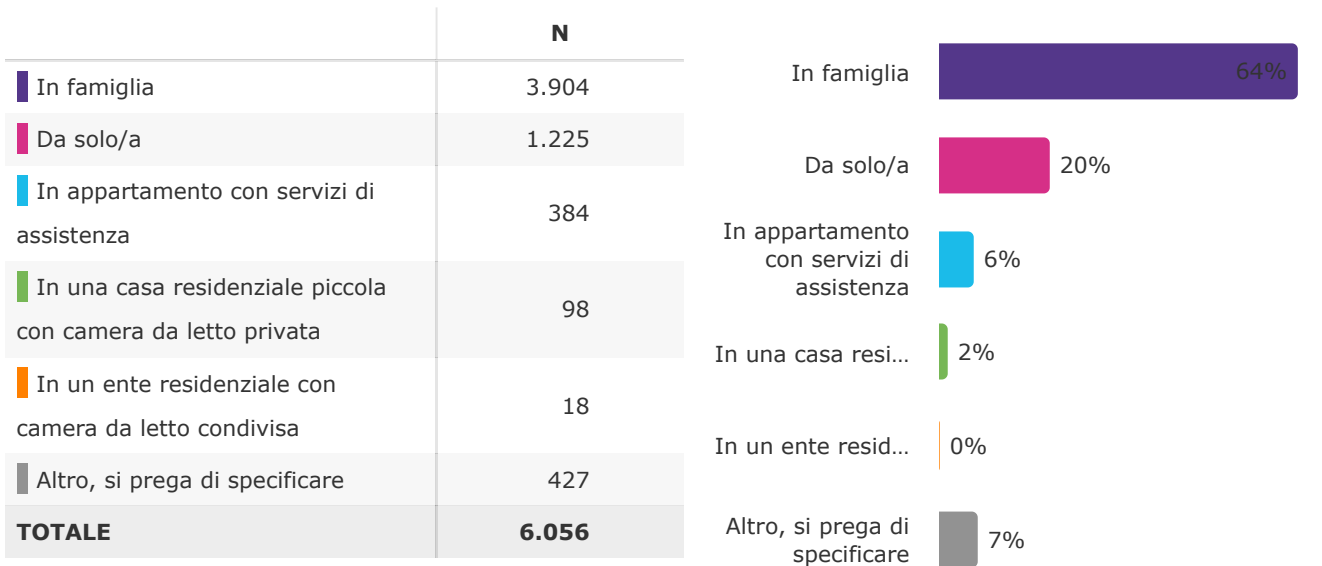 N
In famiglia
3.904
Da solo/a
1.225
In appartamento con servizi di
assistenza
384
In una casa residenziale piccola
con camera da letto privata
98
In un ente residenziale con
camera da letto condivisa
18
Altro, si prega di specificare
427
TOTALE
6.056
In famiglia
64%
Da solo/a
20%
In appartamento
con servizi di
assistenza
6%
In una casa resi...
2%
In un ente resid...
0%
Altro, si prega di
specificare
7%